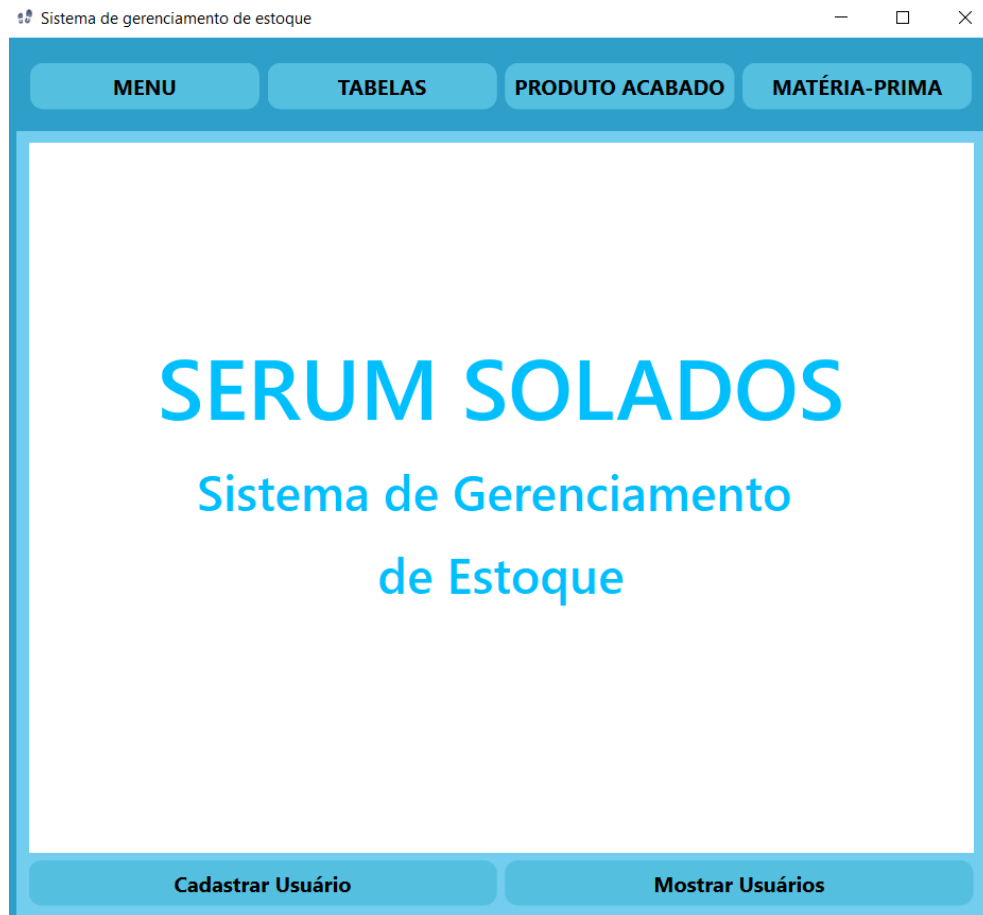 Sistema de gerenciamento de estoque
MENU
TABELAS
PRODUTO ACABADO
MATÉRIA-PRIMA
SERUM SOLADOS
Sistema de Gerenciamento
de Estoque
Cadastrar Usuário
Mostrar Usuários